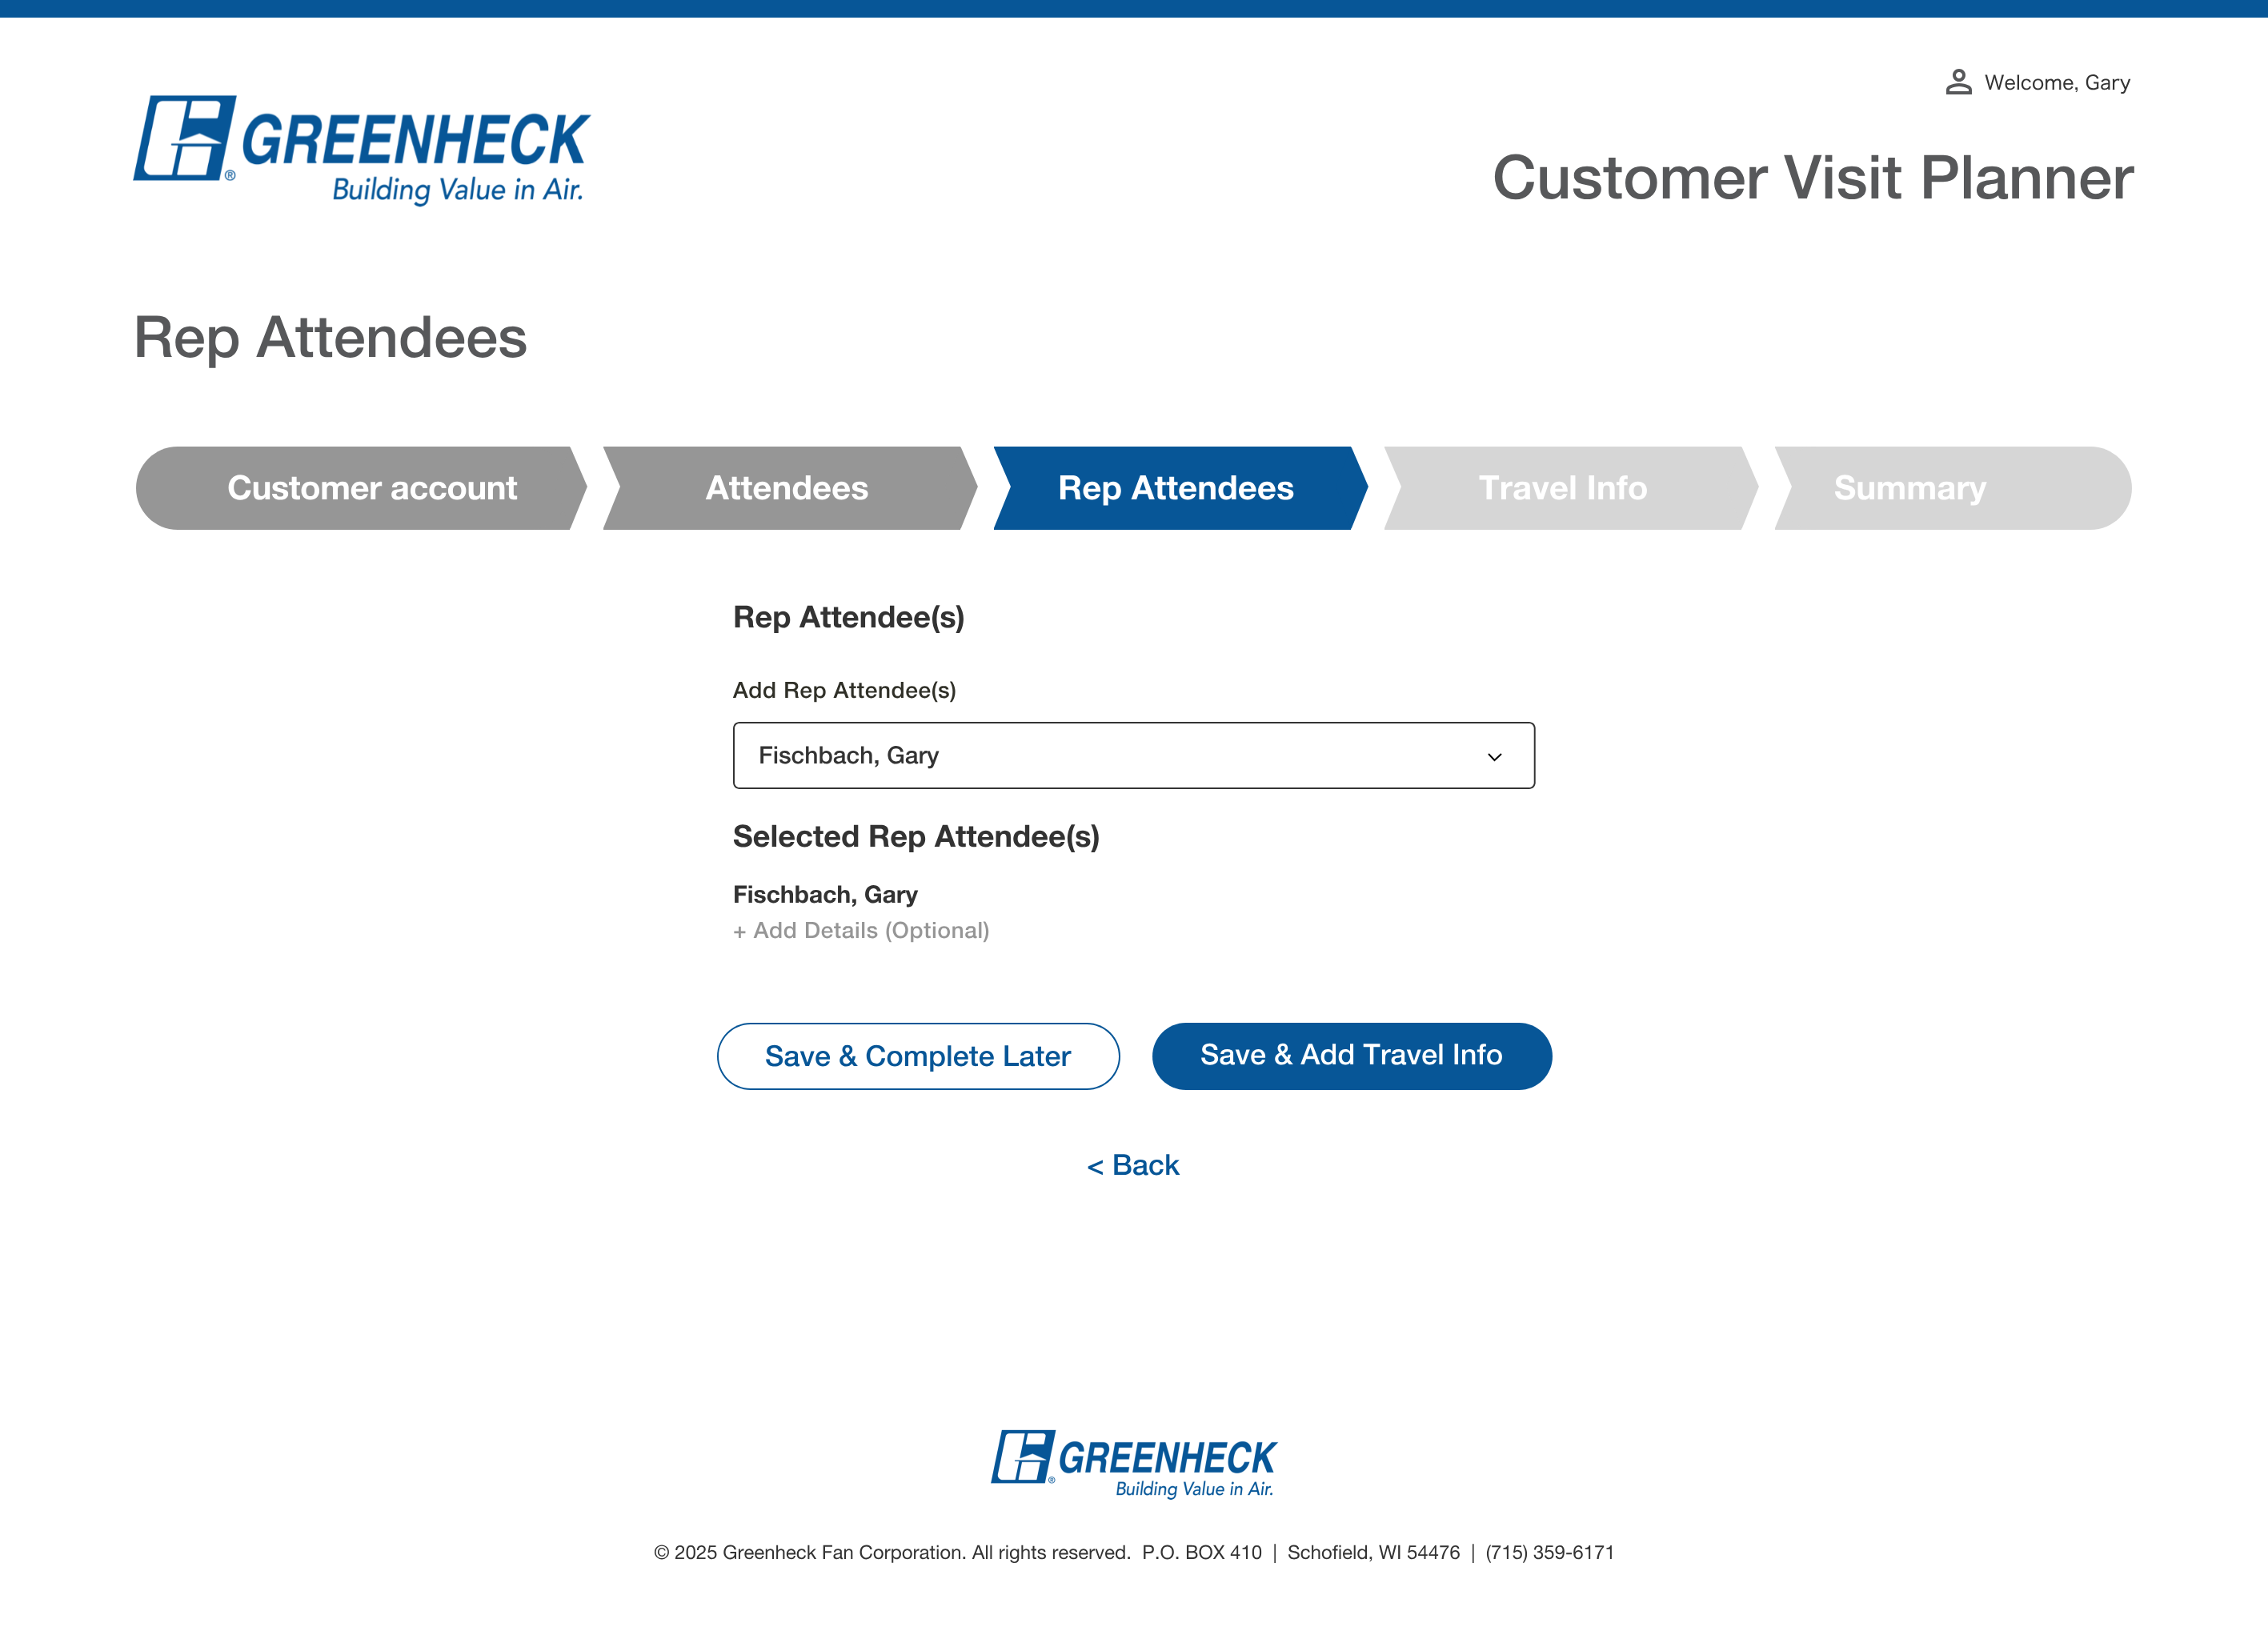 Welcome, Gary
GREENHECK
®
Building Value in Air.
Customer Visit Planner
Rep Attendees
Customer account
Attendees
Rep Attendees
Travel Info
Summary
Rep Attendee(s)
Add Rep Attendee(s)
Fischbach, Gary
Selected Rep Attendee(s)
Fischbach, Gary
+ Add Details (Optional)
Save & Complete Later
Save & Add Travel Info
< Back
GREENHECK
®
Building Value in Air.
© 2025 Greenheck Fan Corporation. All rights reserved. P.O. BOX 410 | Schofield, WI 54476 | (715) 359-6171